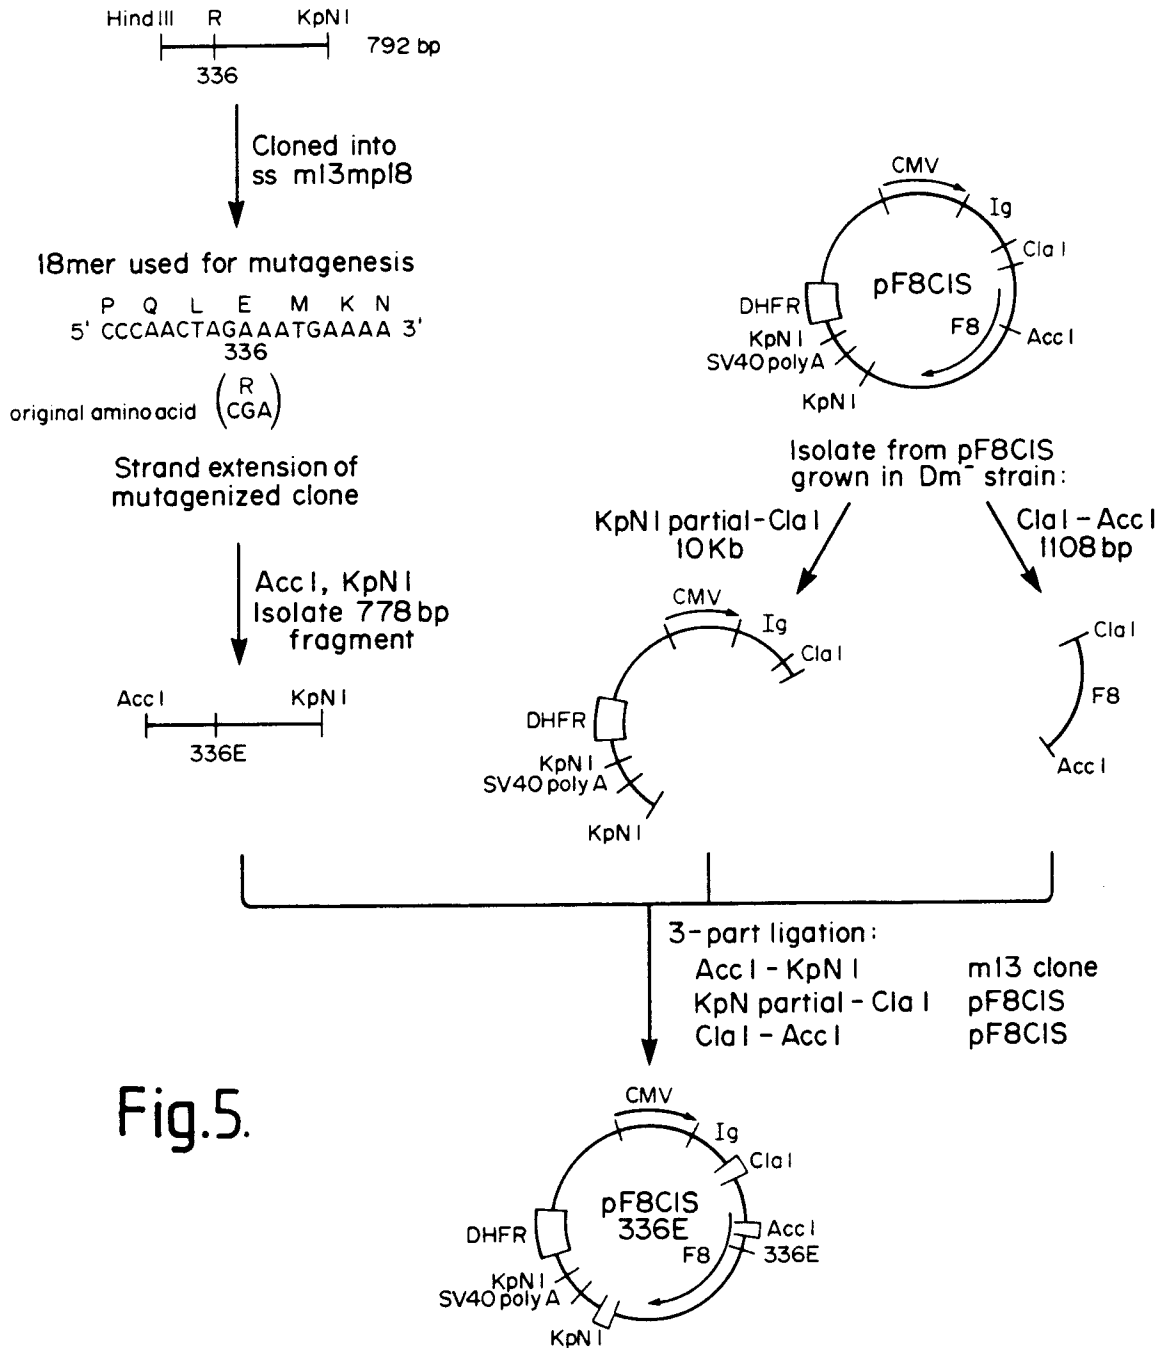 Hind III R KpN I
792 bp
336
Cloned into
ss m13mp18
18mer used for mutagenesis
P Q L E M K N
5' CCCAACTAGAAATGAAAA 3'
336
original amino acid ( R CGA )
Strand extension of
mutagenized clone
Acc I, KpN I
Isolate 778 bp
fragment
Acc I KpN I
336E
CMV
Ig
Cla I
pF8CIS
DHFR
F8
Acc I
KpN I
SV40 poly A
KpN I
Isolate from pF8CIS
grown in Dm⁻ strain:
KpN I partial-Cla I
10 Kb
Cla I - Acc I
1108 bp
CMV
Ig
Cla I
DHFR
KpN I
SV40 poly A
KpN I
Cla I
F8
Acc I
3-part ligation:
Acc I - KpN I m13 clone
KpN partial - Cla I pF8CIS
Cla I - Acc I pF8CIS
Fig.5.
CMV
Ig
Cla I
pF8CIS
336E
DHFR
F8
Acc I
336E
KpN I
SV40 poly A
KpN I